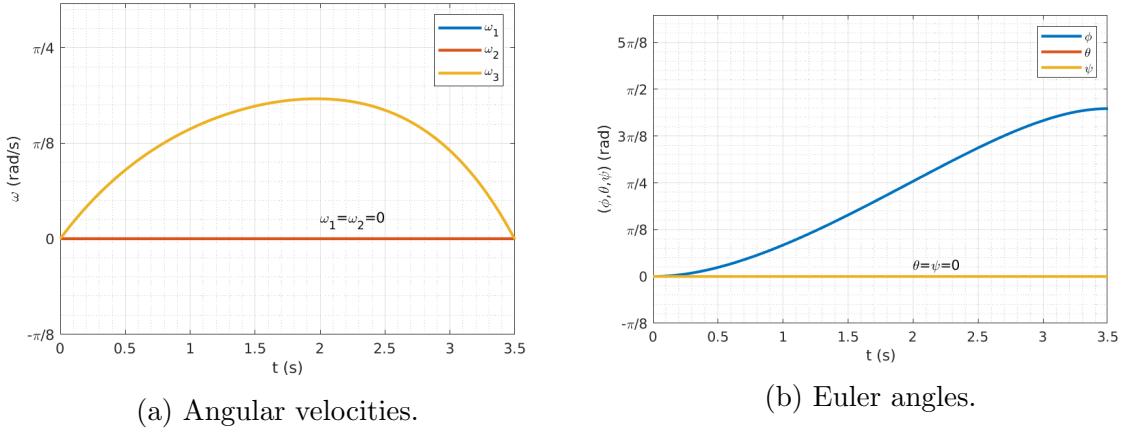 ω1
ω2
ω3
π/4
π/8
0
-π/8
ω (rad/s)
ω1=ω2=0
0
0.5
1
1.5
2
2.5
3
3.5
t (s)
(a) Angular velocities.
ϕ
θ
ψ
5π/8
π/2
3π/8
π/4
π/8
0
-π/8
(ϕ,θ,ψ) (rad)
θ=ψ=0
0
0.5
1
1.5
2
2.5
3
3.5
t (s)
(b) Euler angles.